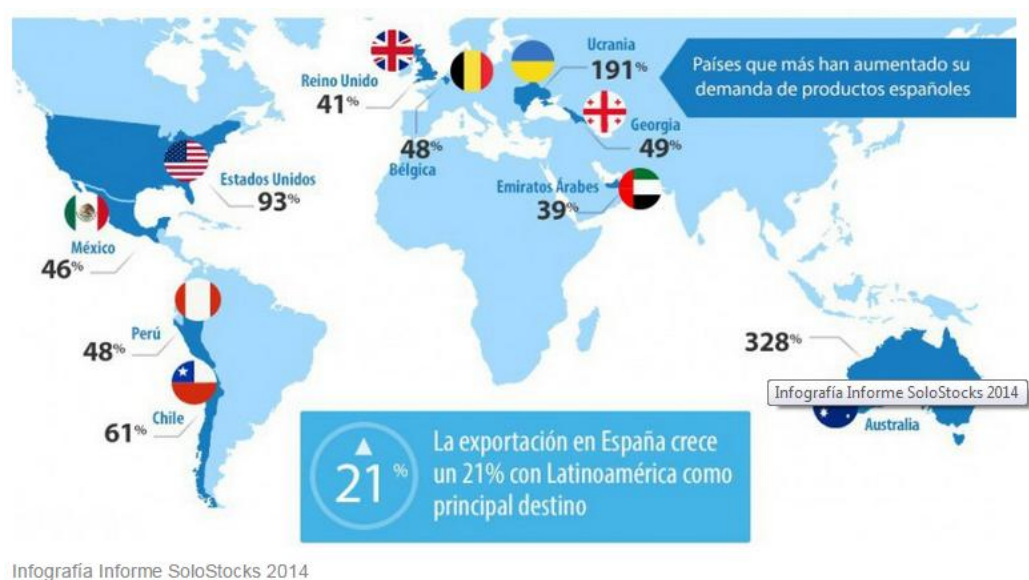 Países que más han aumentado su
demanda de productos españoles
Reino Unido
41%
48%
Bélgica
Ucrania
191%
Georgia
49%
Emiratos Árabes
39%
Estados Unidos
93%
México
46%
Perú
48%
Chile
61%
328%
Infografía Informe SoloStocks 2014
Australia
21%
La exportación en España crece
un 21% con Latinoamérica como
principal destino
Infografía Informe SoloStocks 2014